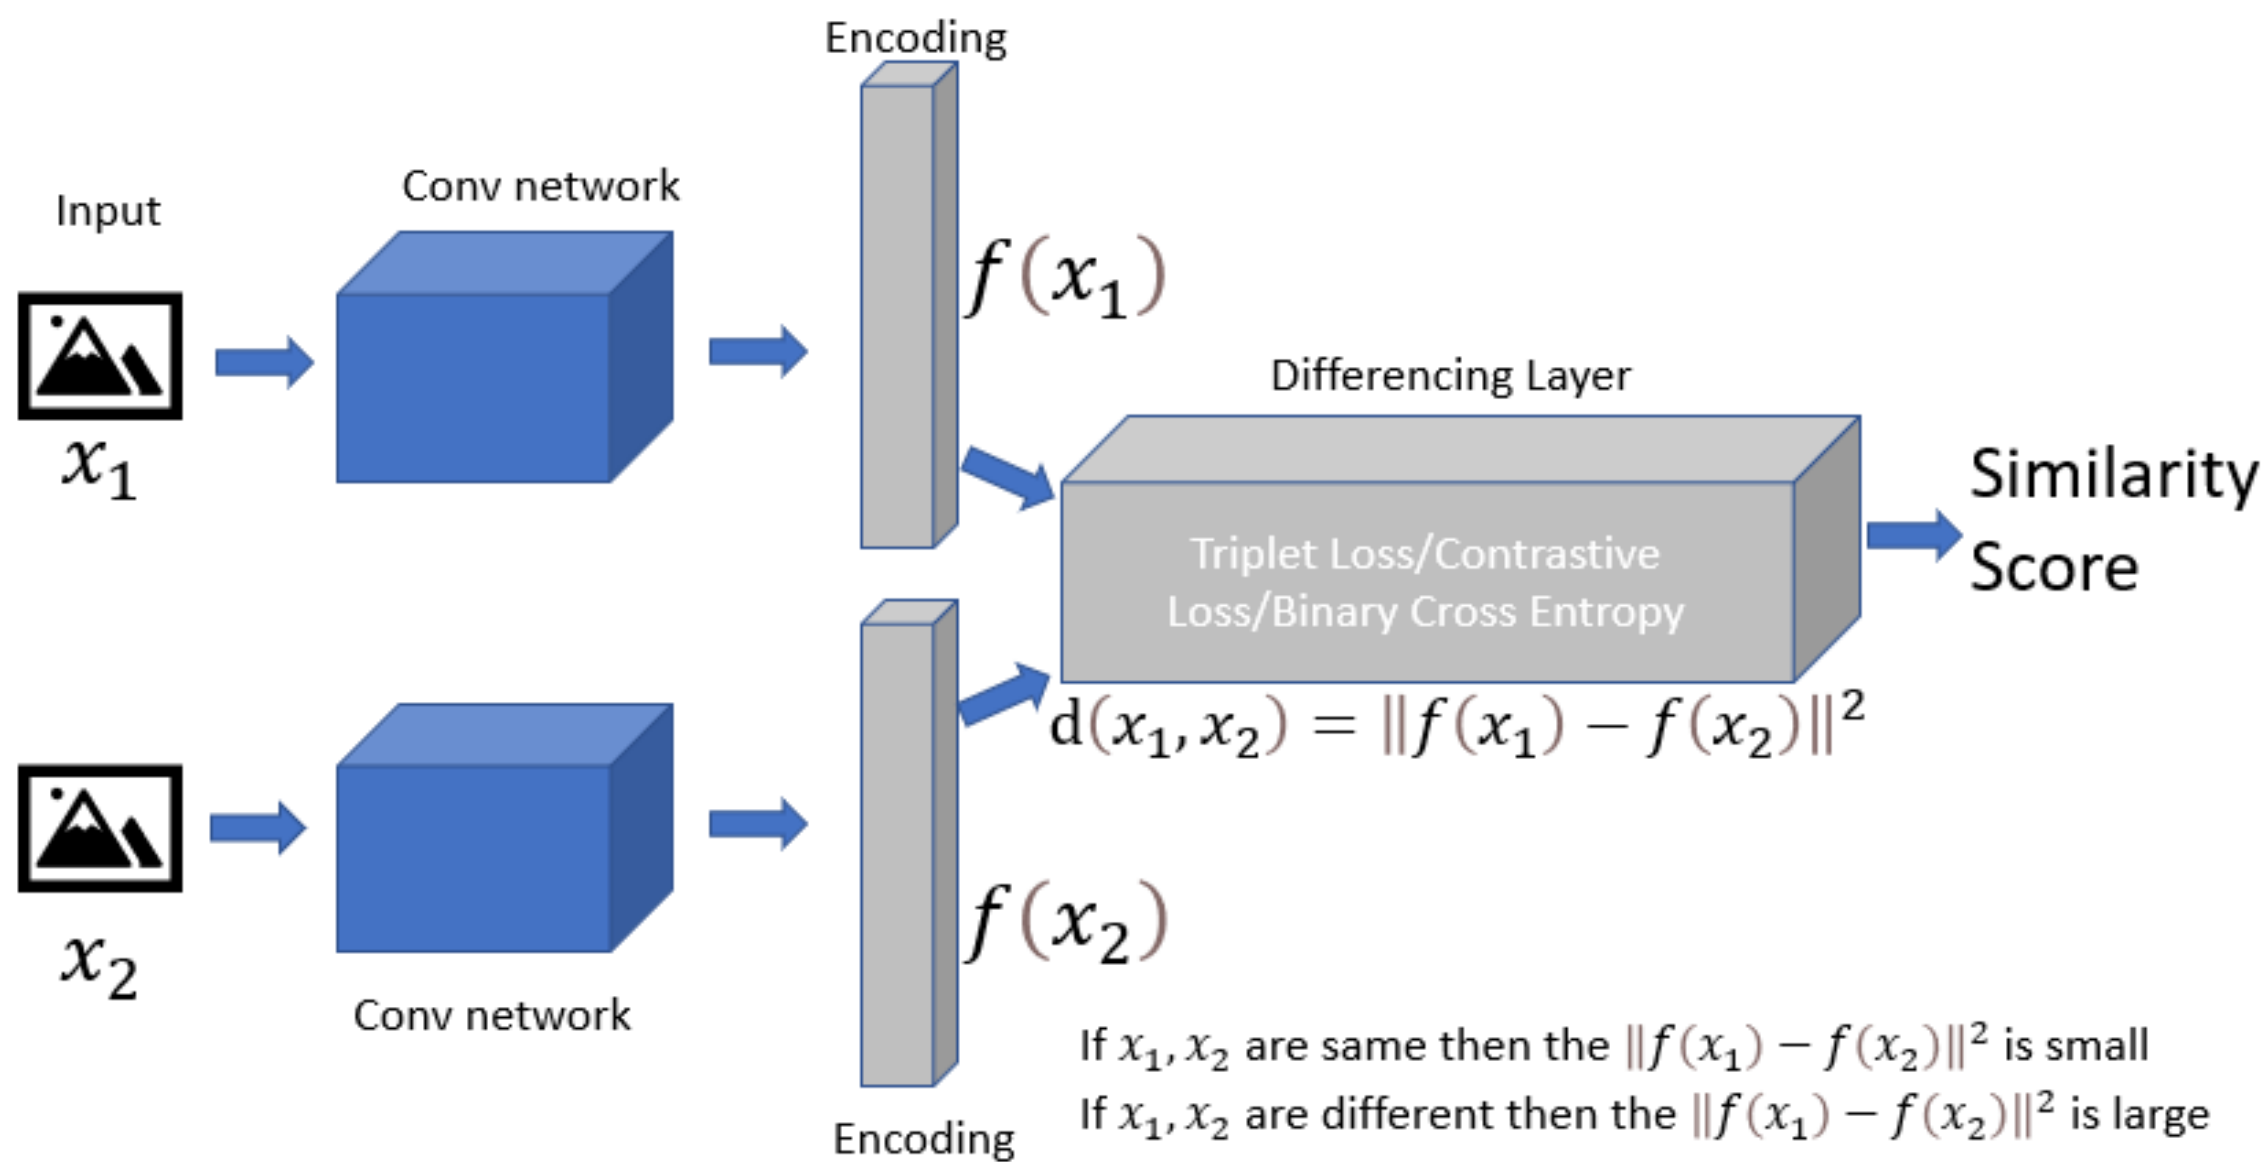 Encoding
Conv network
Input
f(x₁)
x₁
Differencing Layer
Triplet Loss/Contrastive
Loss/Binary Cross Entropy
Similarity
Score
d(x₁, x₂) = ‖f(x₁) − f(x₂)‖²
f(x₂)
x₂
Conv network
If x₁, x₂ are same then the ‖f(x₁) − f(x₂)‖² is small
If x₁, x₂ are different then the ‖f(x₁) − f(x₂)‖² is large
Encoding